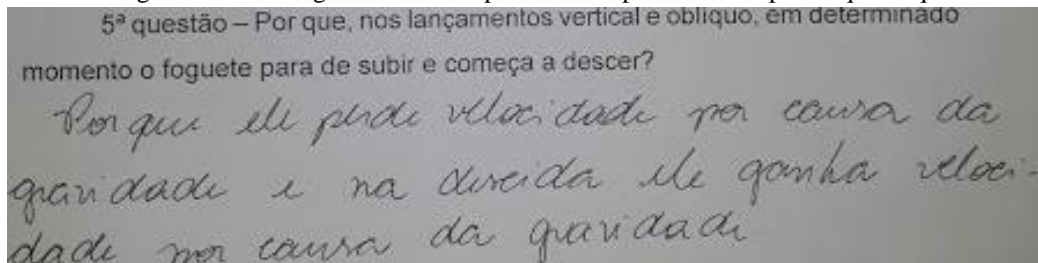 5ª questão – Por que, nos lançamentos vertical e oblíquo, em determinado
momento o foguete para de subir e começa a descer?
Porque ele perde velocidade por causa da
gravidade e na descida ele ganha veloci-
dade por causa da gravidade